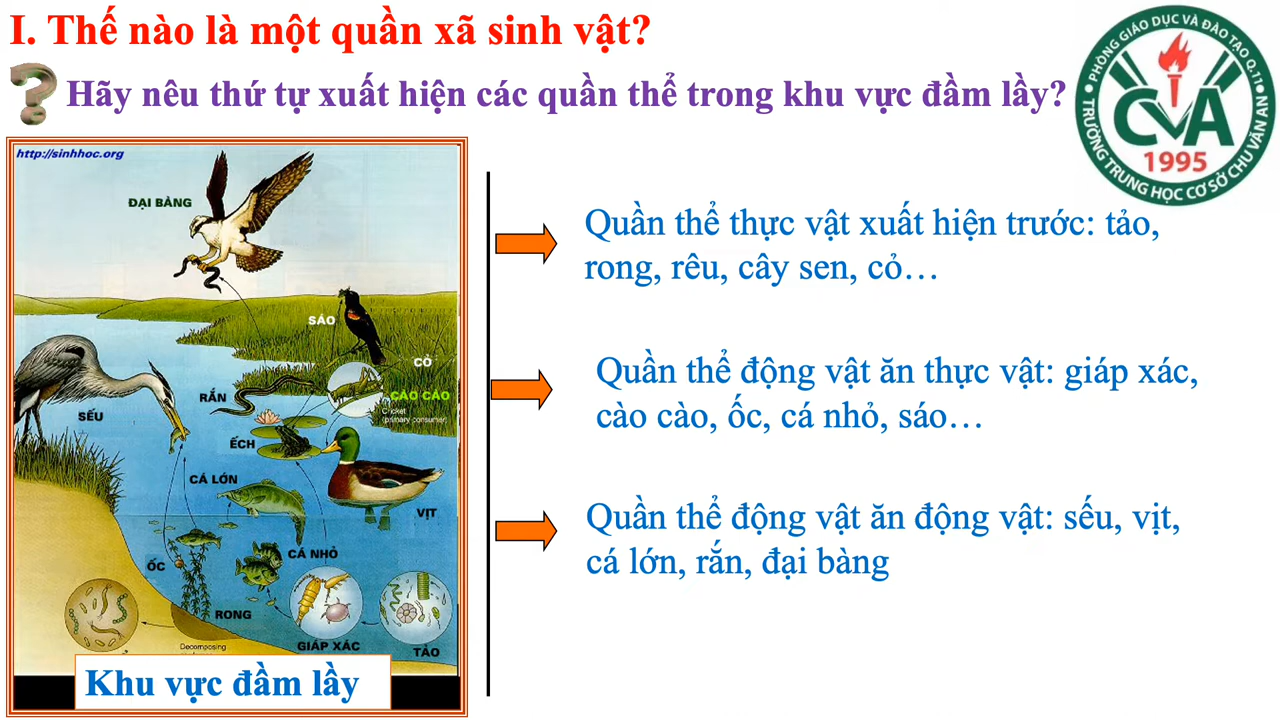 I. Thế nào là một quần xã sinh vật?
Hãy nêu thứ tự xuất hiện các quần thể trong khu vực đầm lầy?
PHÒNG GIÁO DỤC VÀ ĐÀO TẠO Q.11
CVA
1995
TRƯỜNG TRUNG HỌC CƠ SỞ CHU VĂN AN
http://sinhhoc.org
ĐẠI BÀNG
SÁO
CỎ
RẮN
CÀO CÀO
Cricket
(primary consumer)
SẾU
ẾCH
CÁ LỚN
VỊT
CÁ NHỎ
ỐC
RONG
Decomposing
GIÁP XÁC
TẢO
Khu vực đầm lầy
Quần thể thực vật xuất hiện trước: tảo,
rong, rêu, cây sen, cỏ…
Quần thể động vật ăn thực vật: giáp xác,
cào cào, ốc, cá nhỏ, sáo…
Quần thể động vật ăn động vật: sếu, vịt,
cá lớn, rắn, đại bàng